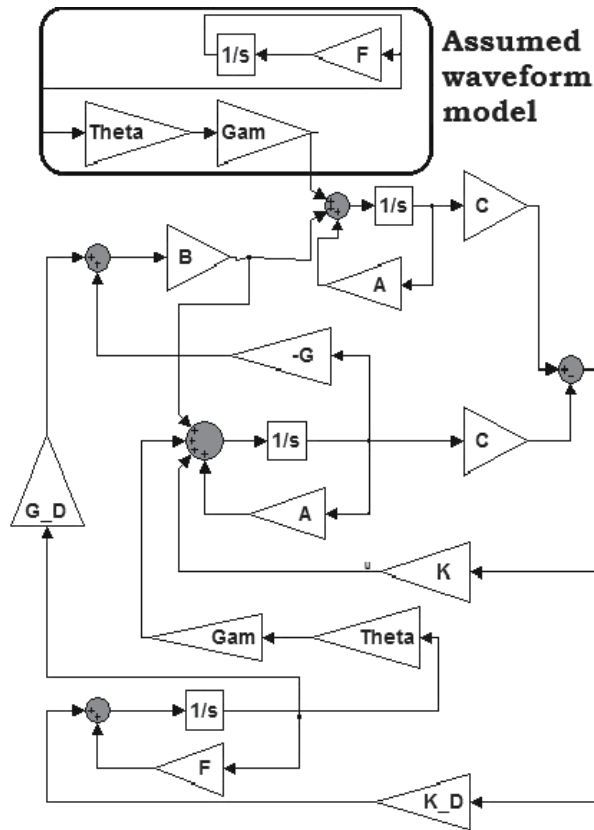 Assumed
waveform
model
1/s
F
Theta
Gam
+
+
+
1/s
C
A
+
+
B
-G
+
-
+
+
+
+
1/s
C
A
G_D
u
K
Gam
Theta
+
+
1/s
F
K_D